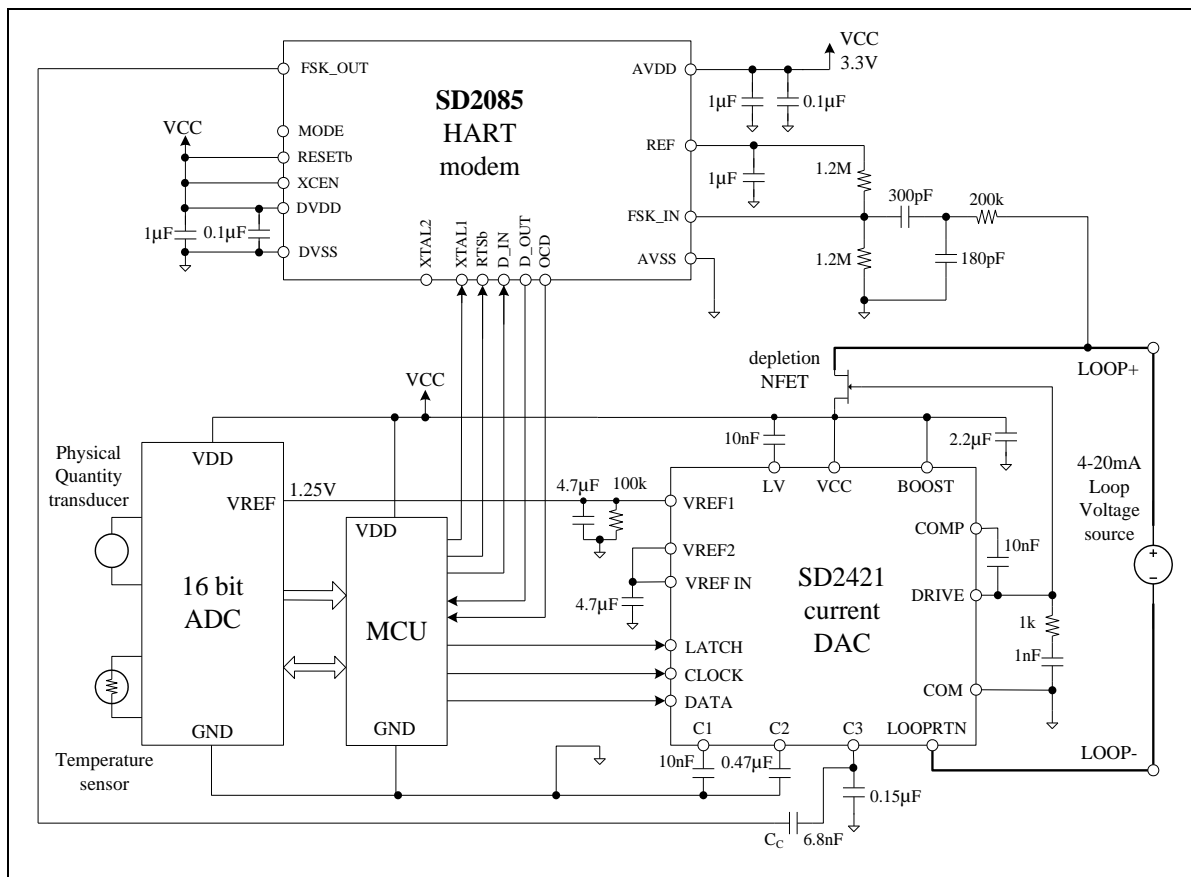 VCC
3.3V
FSK_OUT
AVDD
SD2085
HART
modem
1µF
0.1µF
VCC
MODE
RESETb
XCEN
DVDD
DVSS
1µF
0.1µF
REF
1µF
1.2M
300pF
200k
FSK_IN
1.2M
180pF
AVSS
XTAL2
XTAL1
RTSb
D_IN
D_OUT
OCD
depletion
NFET
LOOP+
VCC
10nF
2.2µF
Physical
Quantity
transducer
VDD
VREF
1.25V
4.7µF
100k
LV
VCC
BOOST
VREF1
COMP
4-20mA
Loop
Voltage
source
VDD
VREF2
10nF
16 bit
ADC
VREF IN
SD2421
current
DAC
DRIVE
4.7µF
MCU
1k
LATCH
1nF
CLOCK
COM
DATA
GND
GND
C1
C2
C3
LOOPRTN
LOOP-
Temperature
sensor
10nF
0.47µF
0.15µF
CC
6.8nF